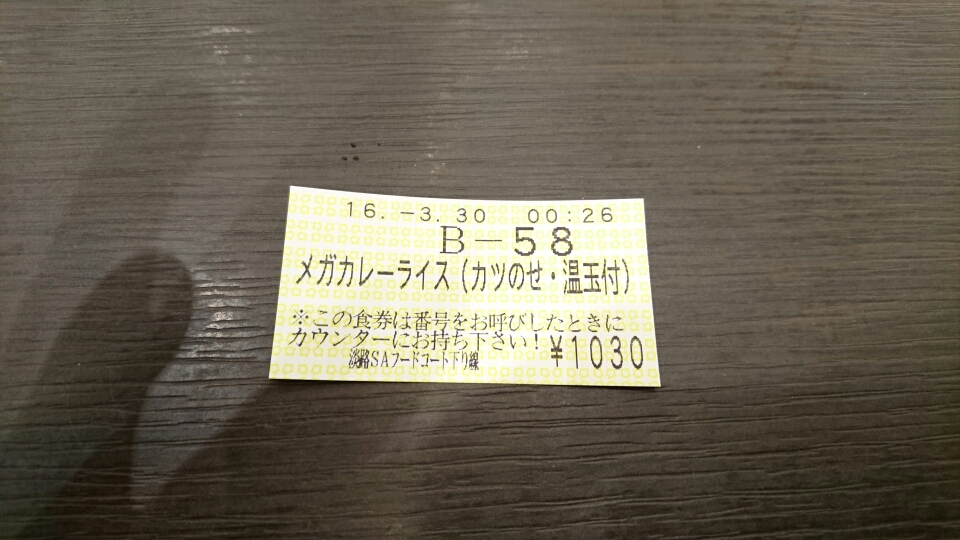 16.-3.30 00:26
B-58
メガカレーライス(カツのせ・温玉付)
※この食券は番号をお呼びしたときに
カウンターにお持ち下さい! ¥1030
淡路SAフードコート下り線